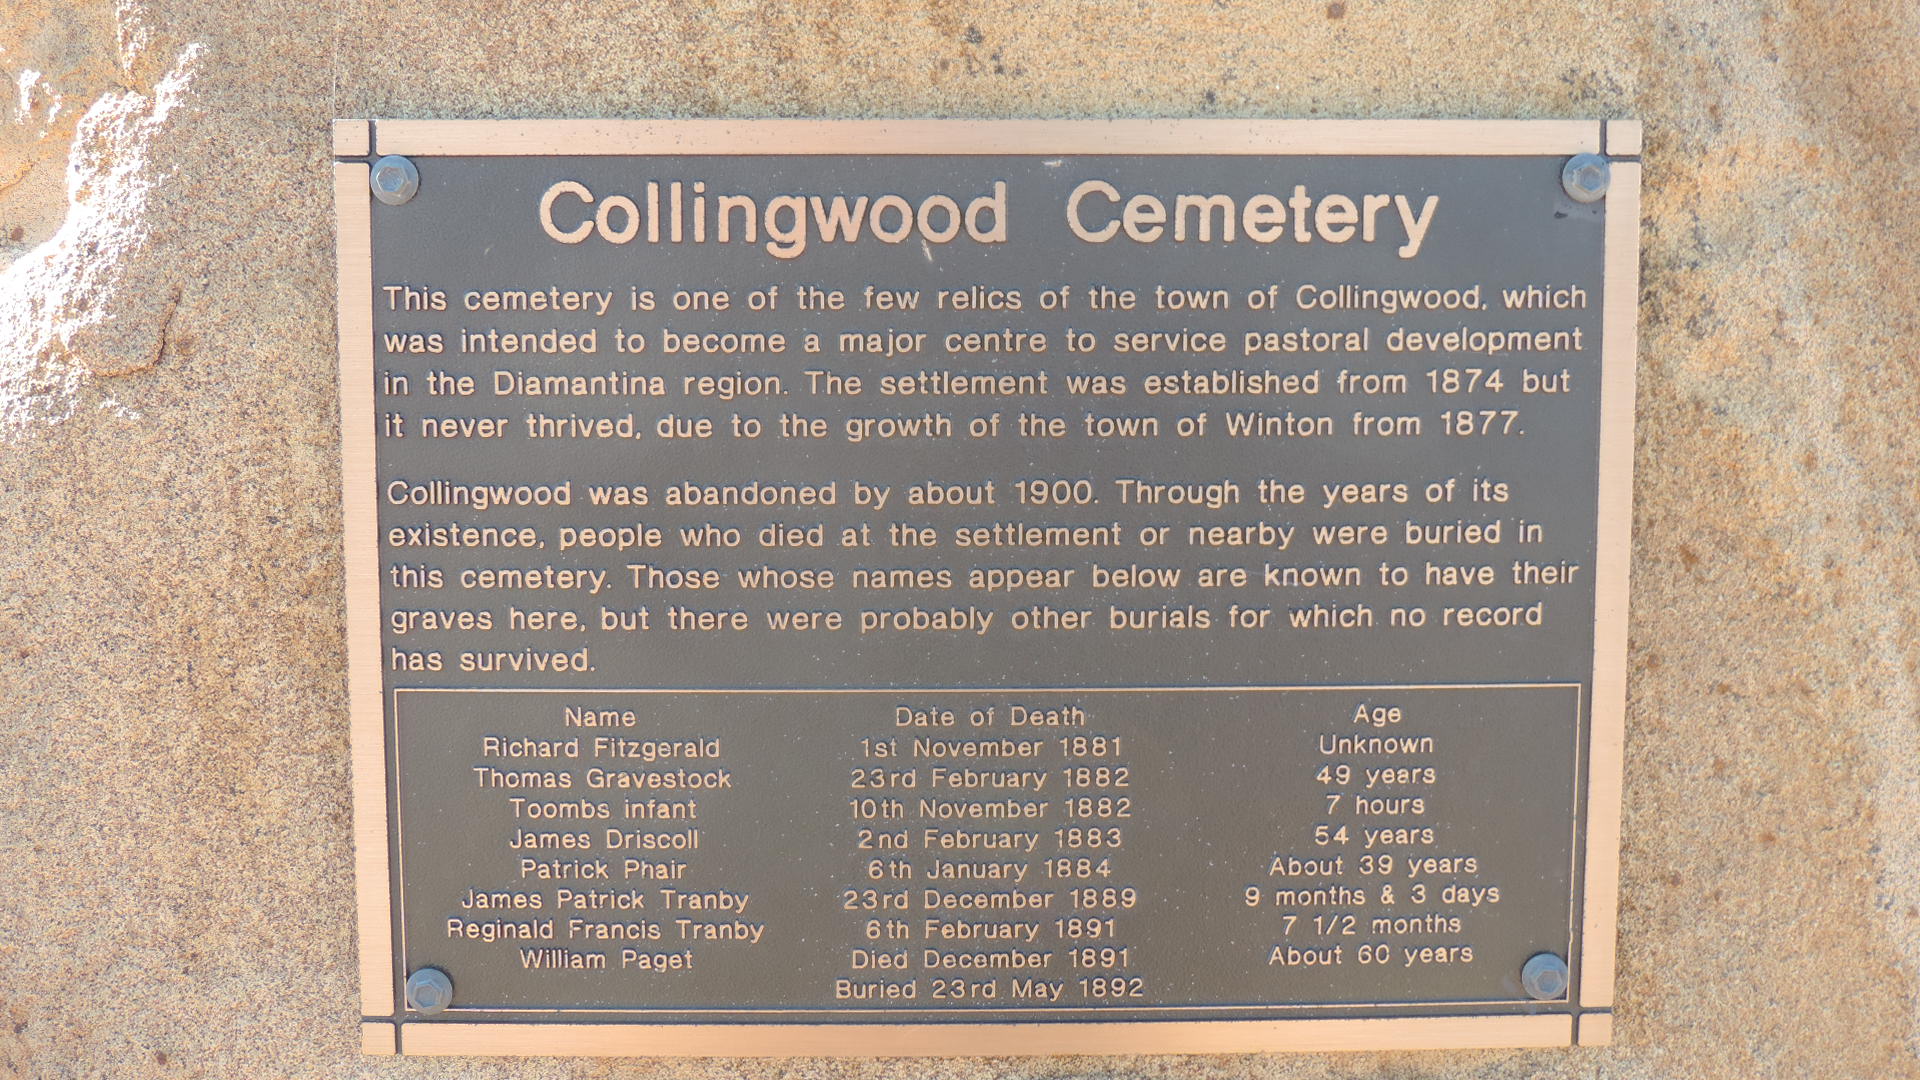 Collingwood Cemetery
This cemetery is one of the few relics of the town of Collingwood, which
was intended to become a major centre to service pastoral development
in the Diamantina region. The settlement was established from 1874 but
it never thrived, due to the growth of the town of Winton from 1877.
Collingwood was abandoned by about 1900. Through the years of its
existence, people who died at the settlement or nearby were buried in
this cemetery. Those whose names appear below are known to have their
graves here, but there were probably other burials for which no record
has survived.
Name Date of Death Age
Richard Fitzgerald 1st November 1881 Unknown
Thomas Gravestock 23rd February 1882 49 years
Toombs infant 10th November 1882 7 hours
James Driscoll 2nd February 1883 54 years
Patrick Phair 6th January 1884 About 39 years
James Patrick Tranby 23rd December 1889 9 months & 3 days
Reginald Francis Tranby 6th February 1891 7 1/2 months
William Paget Died December 1891 About 60 years
Buried 23rd May 1892